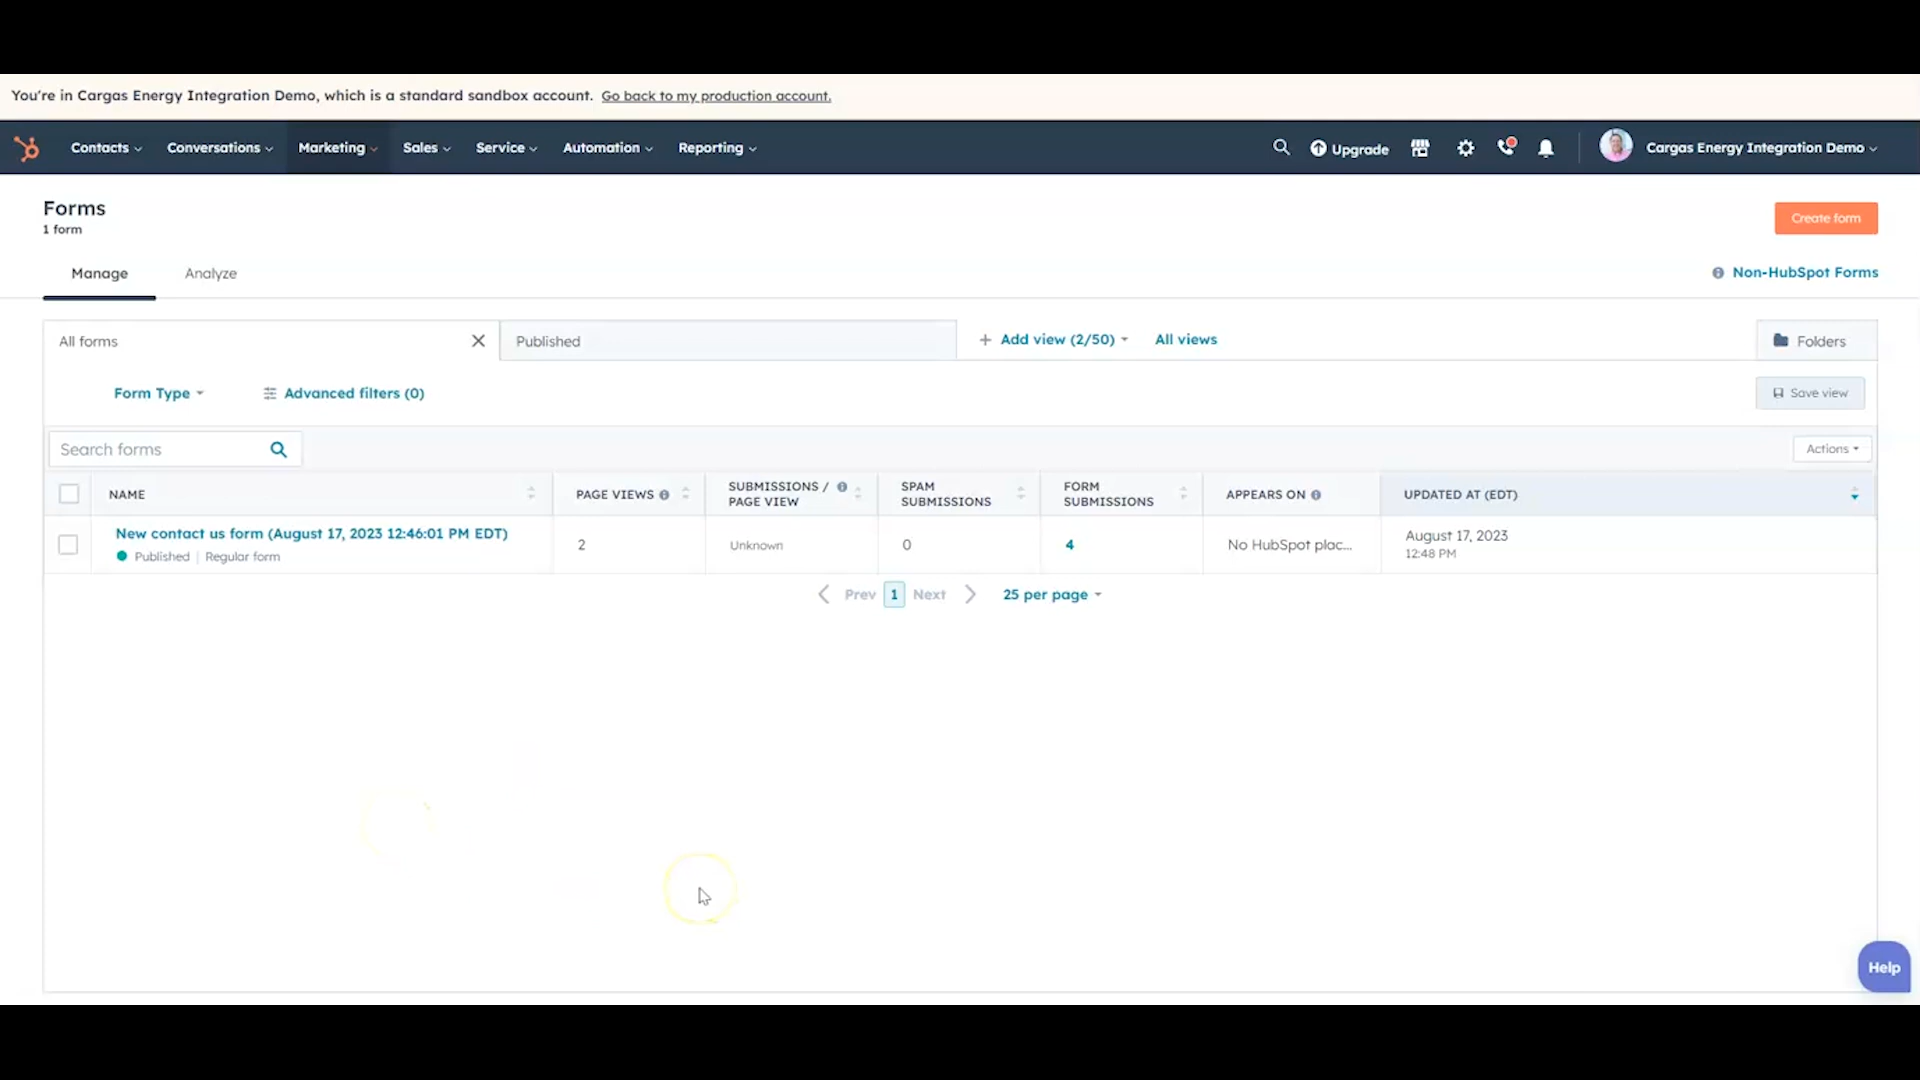 You're in Cargas Energy Integration Demo, which is a standard sandbox account. Go back to my production account.
Contacts Conversations Marketing Sales Service Automation Reporting Upgrade Cargas Energy Integration Demo
Forms
1 form
Create form
Manage Analyze Non-HubSpot Forms
All forms Published + Add view (2/50) All views Folders
Form Type Advanced filters (0) Save view
Search forms Actions
NAME PAGE VIEWS SUBMISSIONS / PAGE VIEW SPAM SUBMISSIONS FORM SUBMISSIONS APPEARS ON UPDATED AT (EDT)
New contact us form (August 17, 2023 12:46:01 PM EDT) 2 Unknown 0 4 No HubSpot plac... August 17, 2023
Published | Regular form 12:48 PM
Prev 1 Next 25 per page
Help